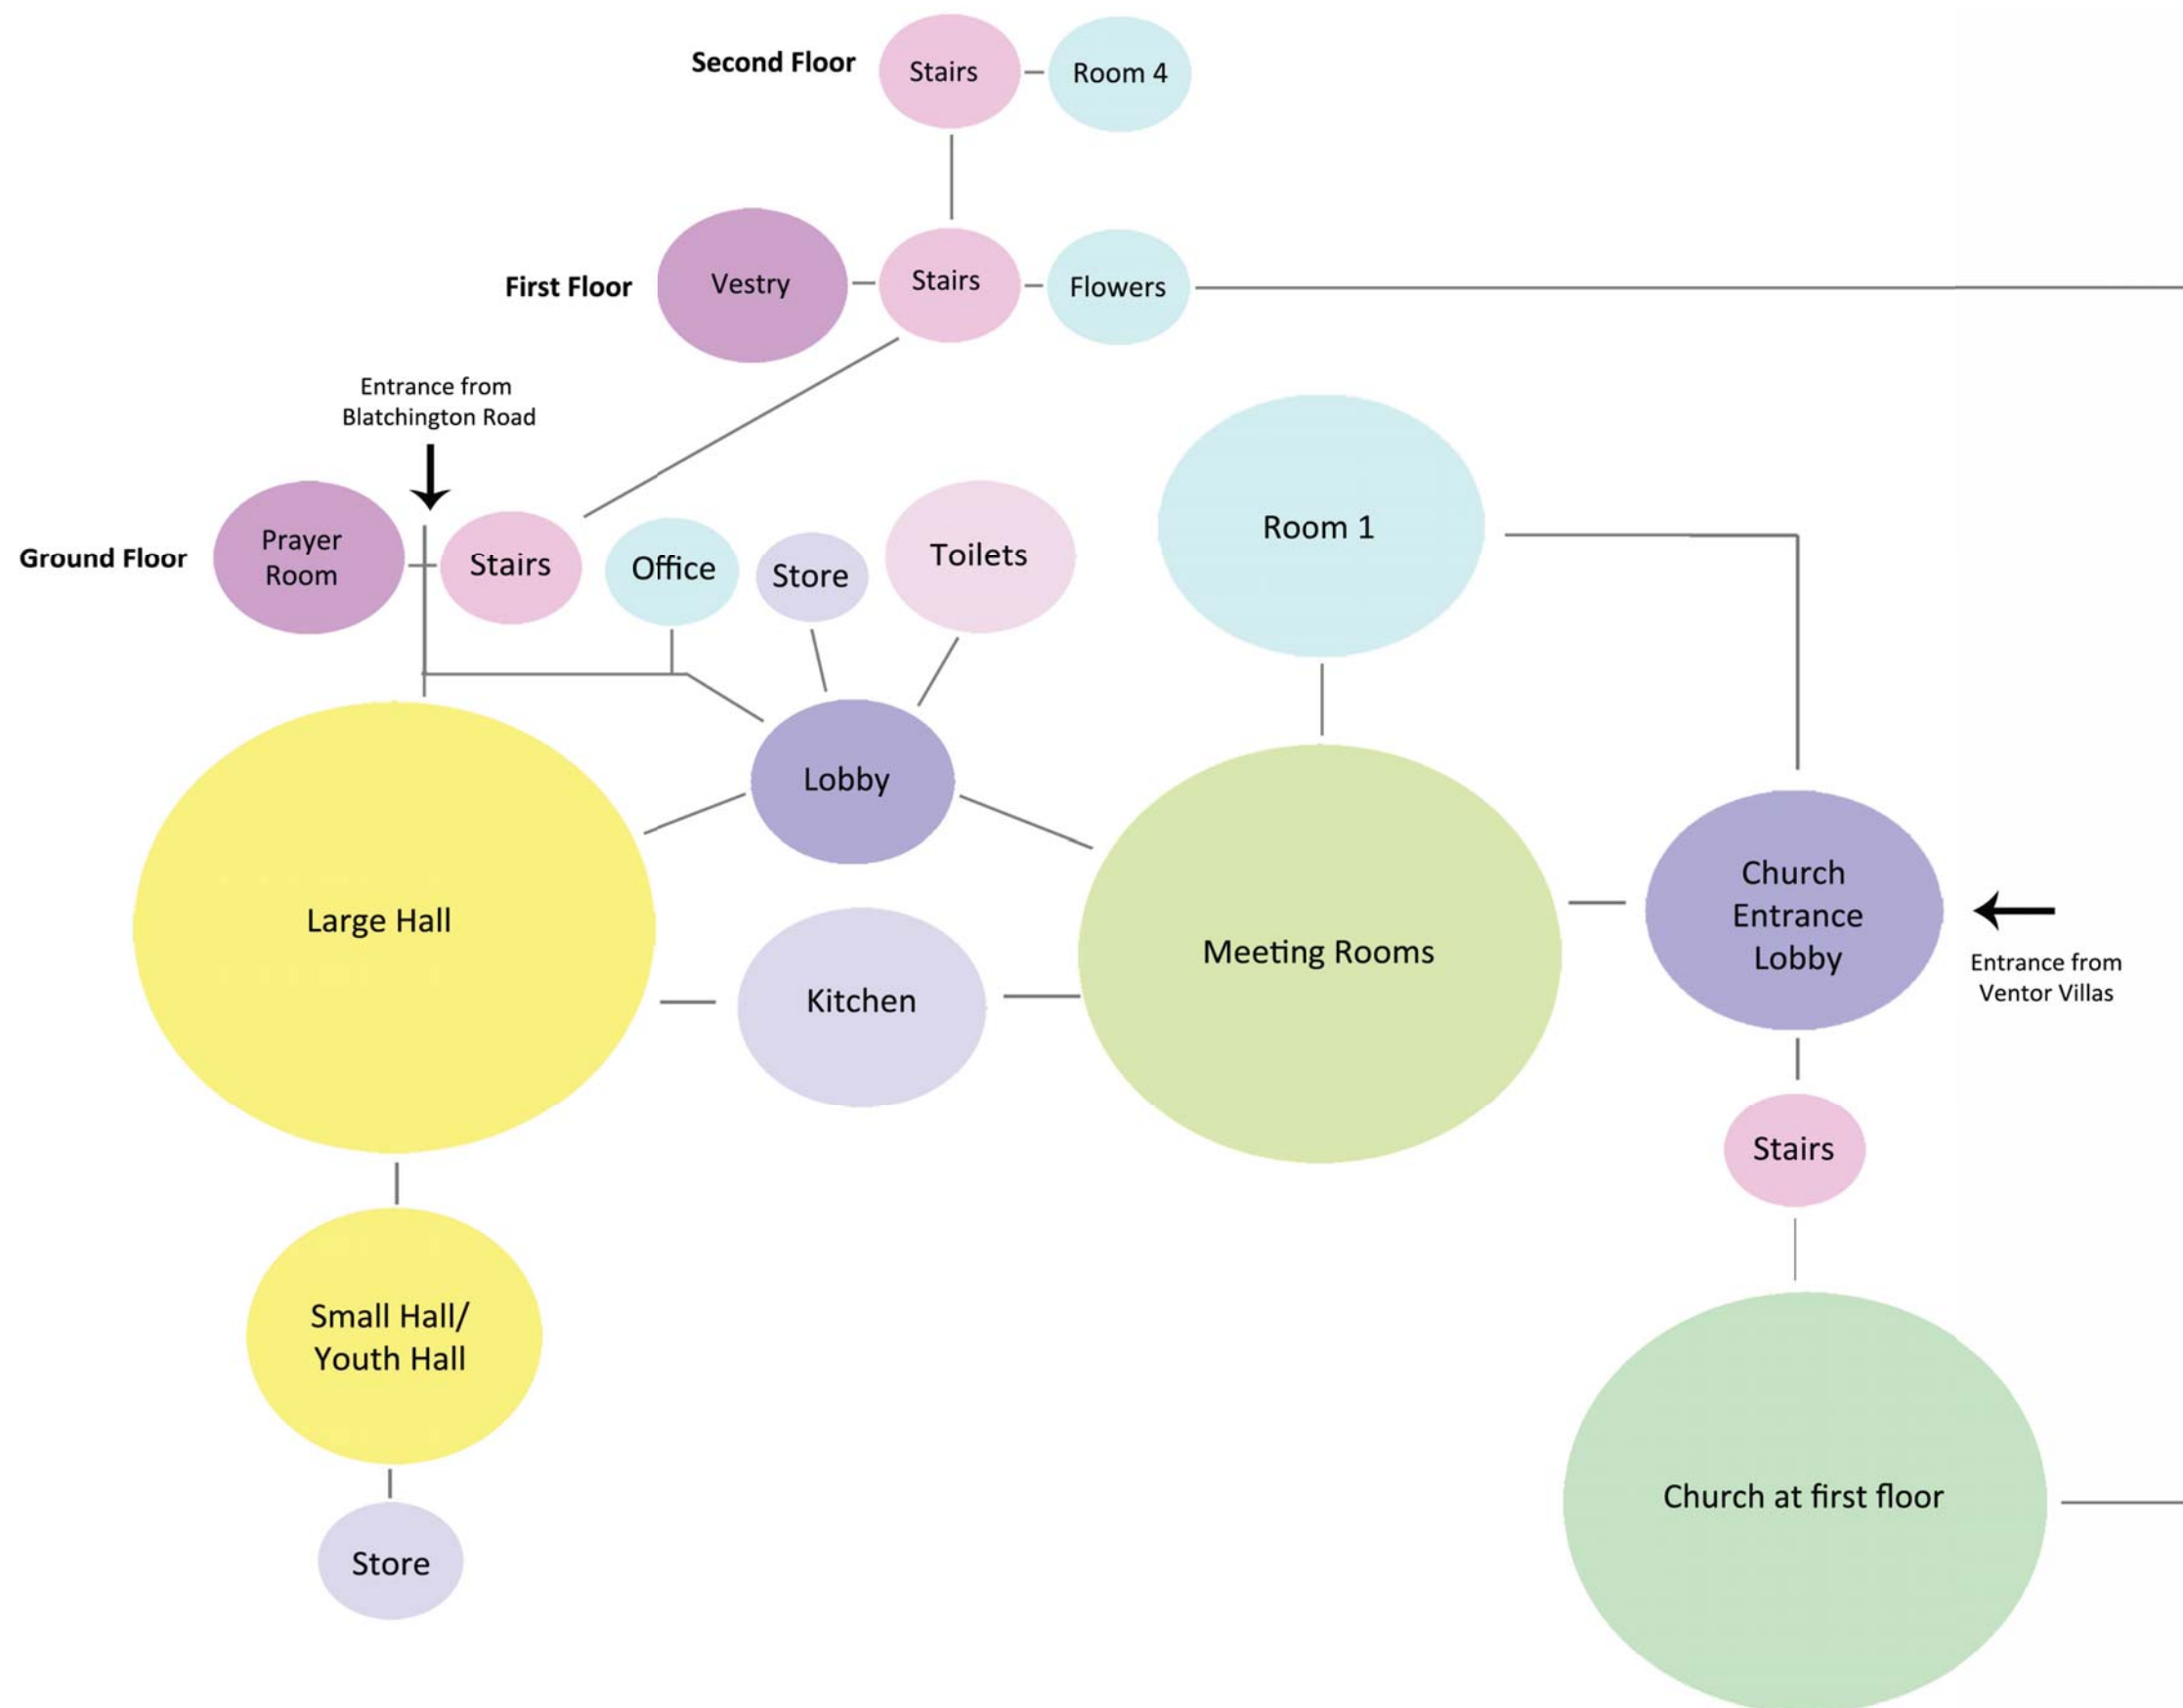 Second Floor
Stairs
Room 4
First Floor
Vestry
Stairs
Flowers
Entrance from
Blatchington Road
Ground Floor
Prayer
Room
Stairs
Office
Store
Toilets
Room 1
Lobby
Large Hall
Kitchen
Meeting Rooms
Church
Entrance
Lobby
Entrance from
Ventor Villas
Stairs
Small Hall/
Youth Hall
Store
Church at first floor